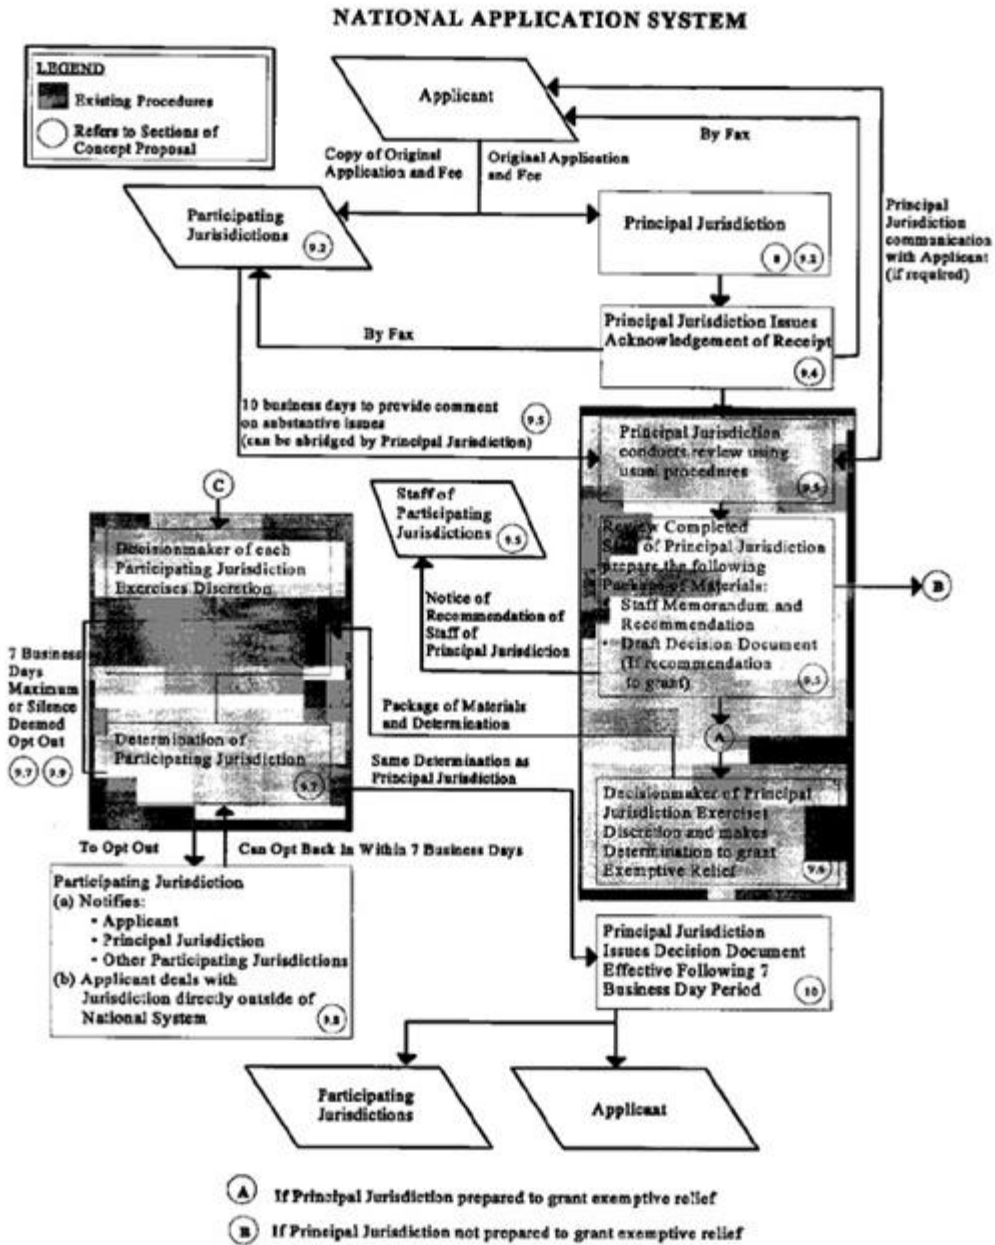 NATIONAL APPLICATION SYSTEM
LEGEND
Existing Procedures
Refers to Sections of
Concept Proposal
Applicant
By Fax
Copy of Original
Application and Fee
Original Application
and Fee
Participating
Jurisidictions
9.2
Principal Jurisdiction
8 9.2
Principal
Jurisdiction
communication
with Applicant
(if required)
Principal Jurisdiction Issues
Acknowledgement of Receipt
9.4
By Fax
10 business days to provide comment
on substantive issues
(can be abridged by Principal Jurisdiction)
9.5
Principal Jurisdiction
conducts review using
usual procedures
9.5
C
Staff of
Participating
Jurisdictions
9.5
Decisionmaker of each
Participating Jurisdiction
Exercises Discretion
Review Completed
Staff of Principal Jurisdiction
prepare the following
Package of Materials:
Staff Memorandum and
Recommendation
Draft Decision Document
(If recommendation
to grant)
9.5
B
Notice of
Recommendation of
Staff of
Principal Jurisdiction
7 Business
Days
Maximum
or Silence
Deemed
Opt Out
9.7 9.9
Package of Materials
and Determination
A
Determination of
Participating Jurisdiction
9.7
Same Determination as
Principal Jurisdiction
Decisionmaker of Principal
Jurisdiction Exercises
Discretion and makes
Determination to grant
Exemptive Relief
9.6
To Opt Out
Can Opt Back In Within 7 Business Days
Participating Jurisdiction
(a) Notifies:
• Applicant
• Principal Jurisdiction
• Other Participating Jurisdictions
(b) Applicant deals with
Jurisdiction directly outside of
National System
9.8
Principal Jurisdiction
Issues Decision Document
Effective Following 7
Business Day Period
10
Participating
Jurisdictions
Applicant
A If Principal Jurisdiction prepared to grant exemptive relief
B If Principal Jurisdiction not prepared to grant exemptive relief